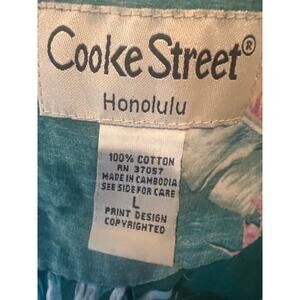 Cooke Street®
Honolulu
100% COTTON
RN 37057
MADE IN CAMBODIA
SEE SIDE FOR CARE
L
PRINT DESIGN
COPYRIGHTED